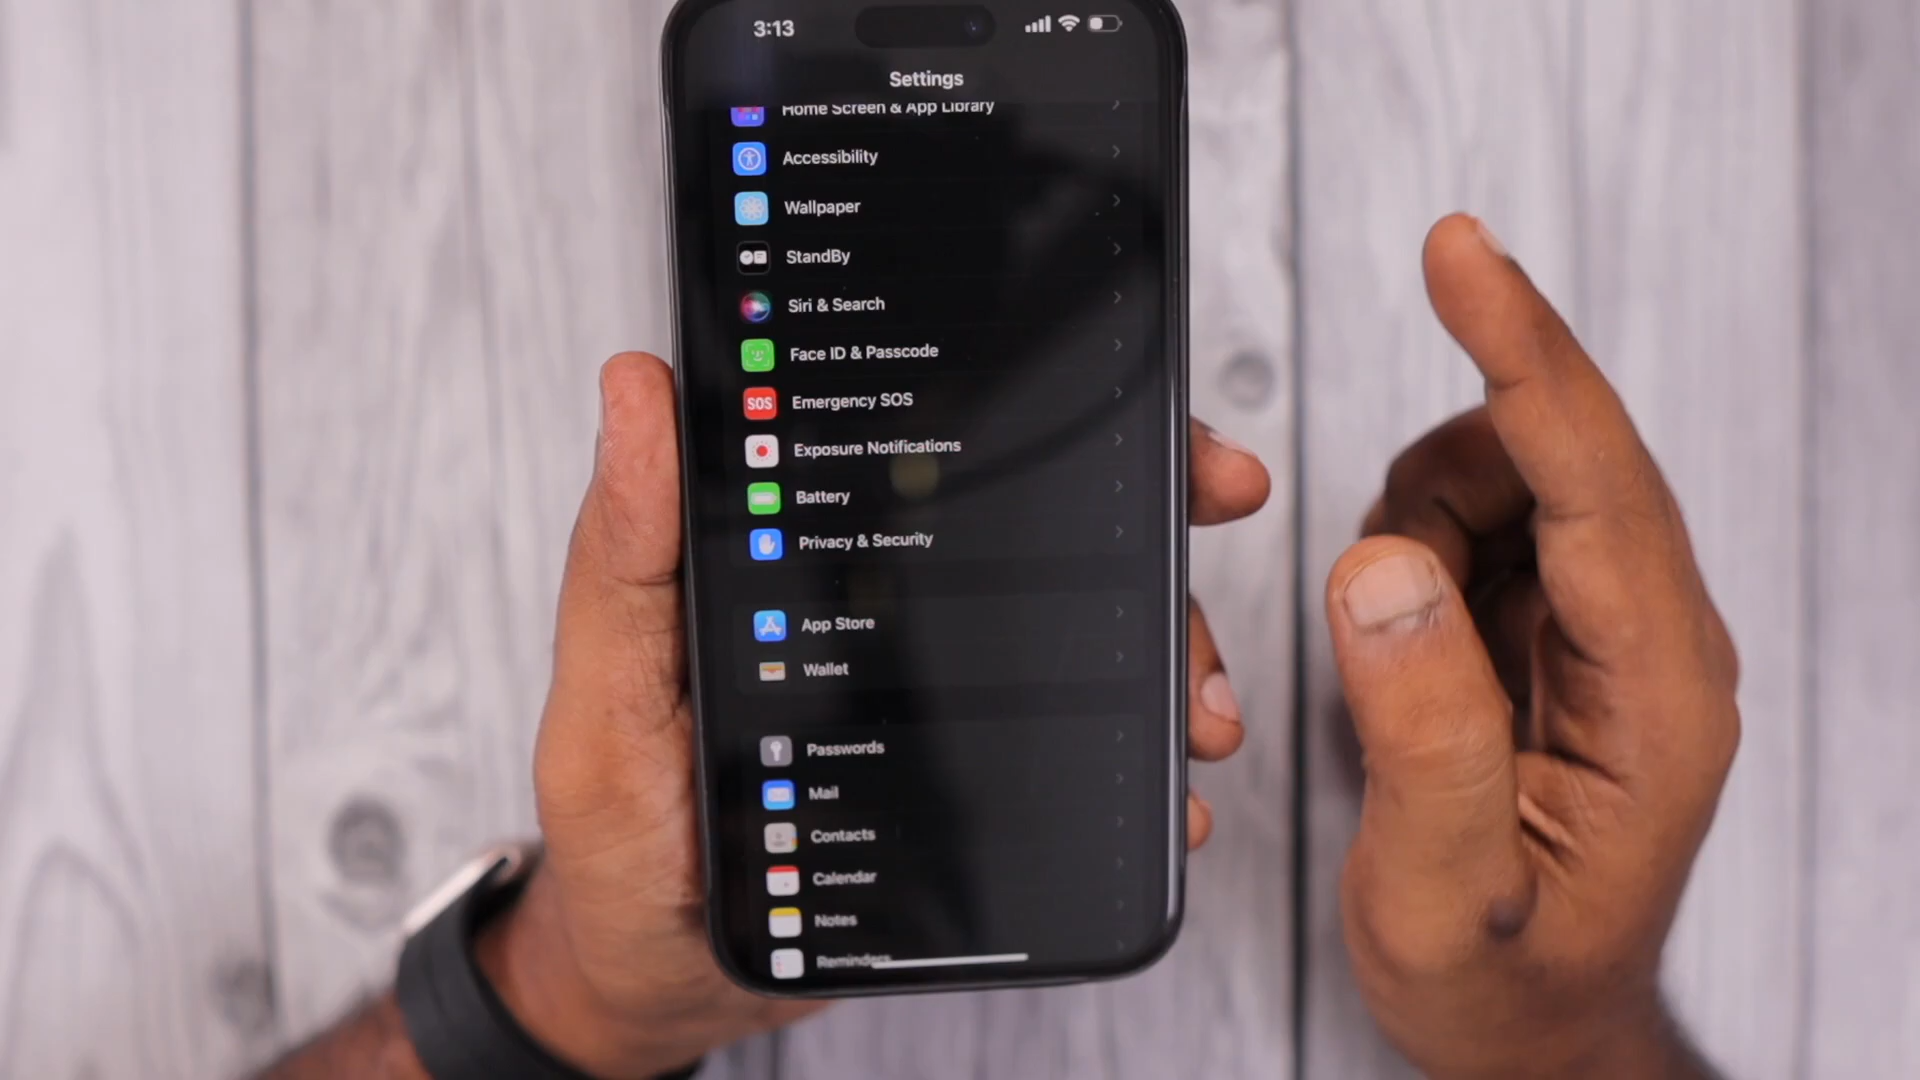 3:13
Settings
Home Screen & App Library
Accessibility
Wallpaper
StandBy
Siri & Search
Face ID & Passcode
SOS Emergency SOS
Exposure Notifications
Battery
Privacy & Security
App Store
Wallet
Passwords
Mail
Contacts
Calendar
Notes
Reminders